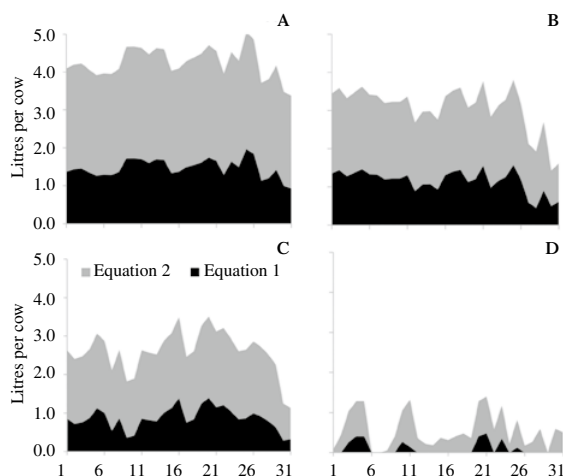 A
B
5.0
4.0
3.0
2.0
1.0
0.0
Litres per cow
C
D
Equation 2
Equation 1
5.0
4.0
3.0
2.0
1.0
0.0
Litres per cow
1 6 11 16 21 26 31
1 6 11 16 21 26 31